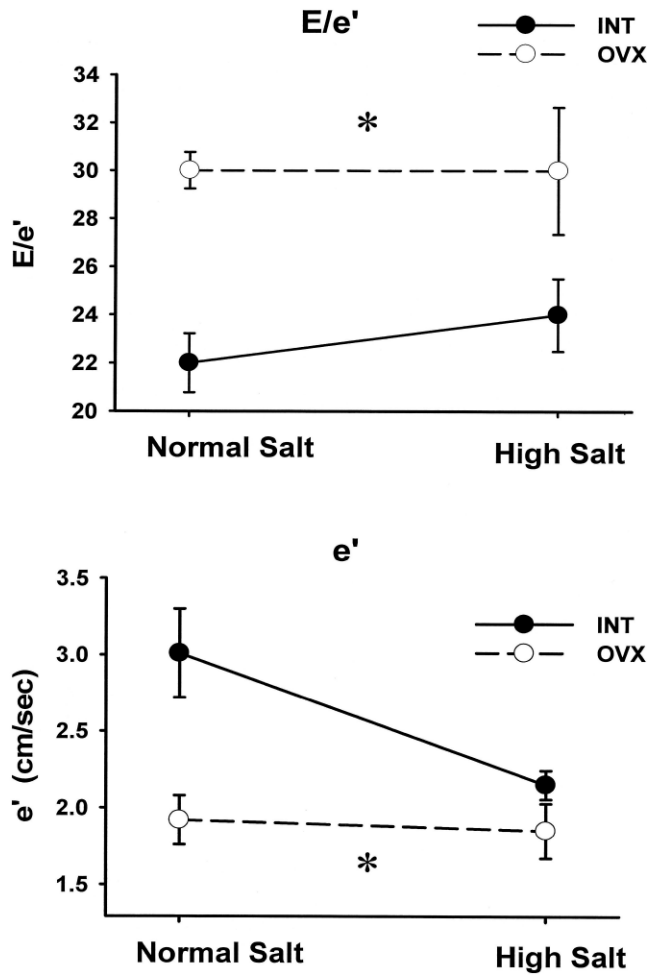 E/e'
INT
OVX
34
32
30
28
26
24
22
20
E/e'
*
Normal Salt
High Salt
e'
INT
OVX
3.5
3.0
2.5
2.0
1.5
e' (cm/sec)
*
Normal Salt
High Salt